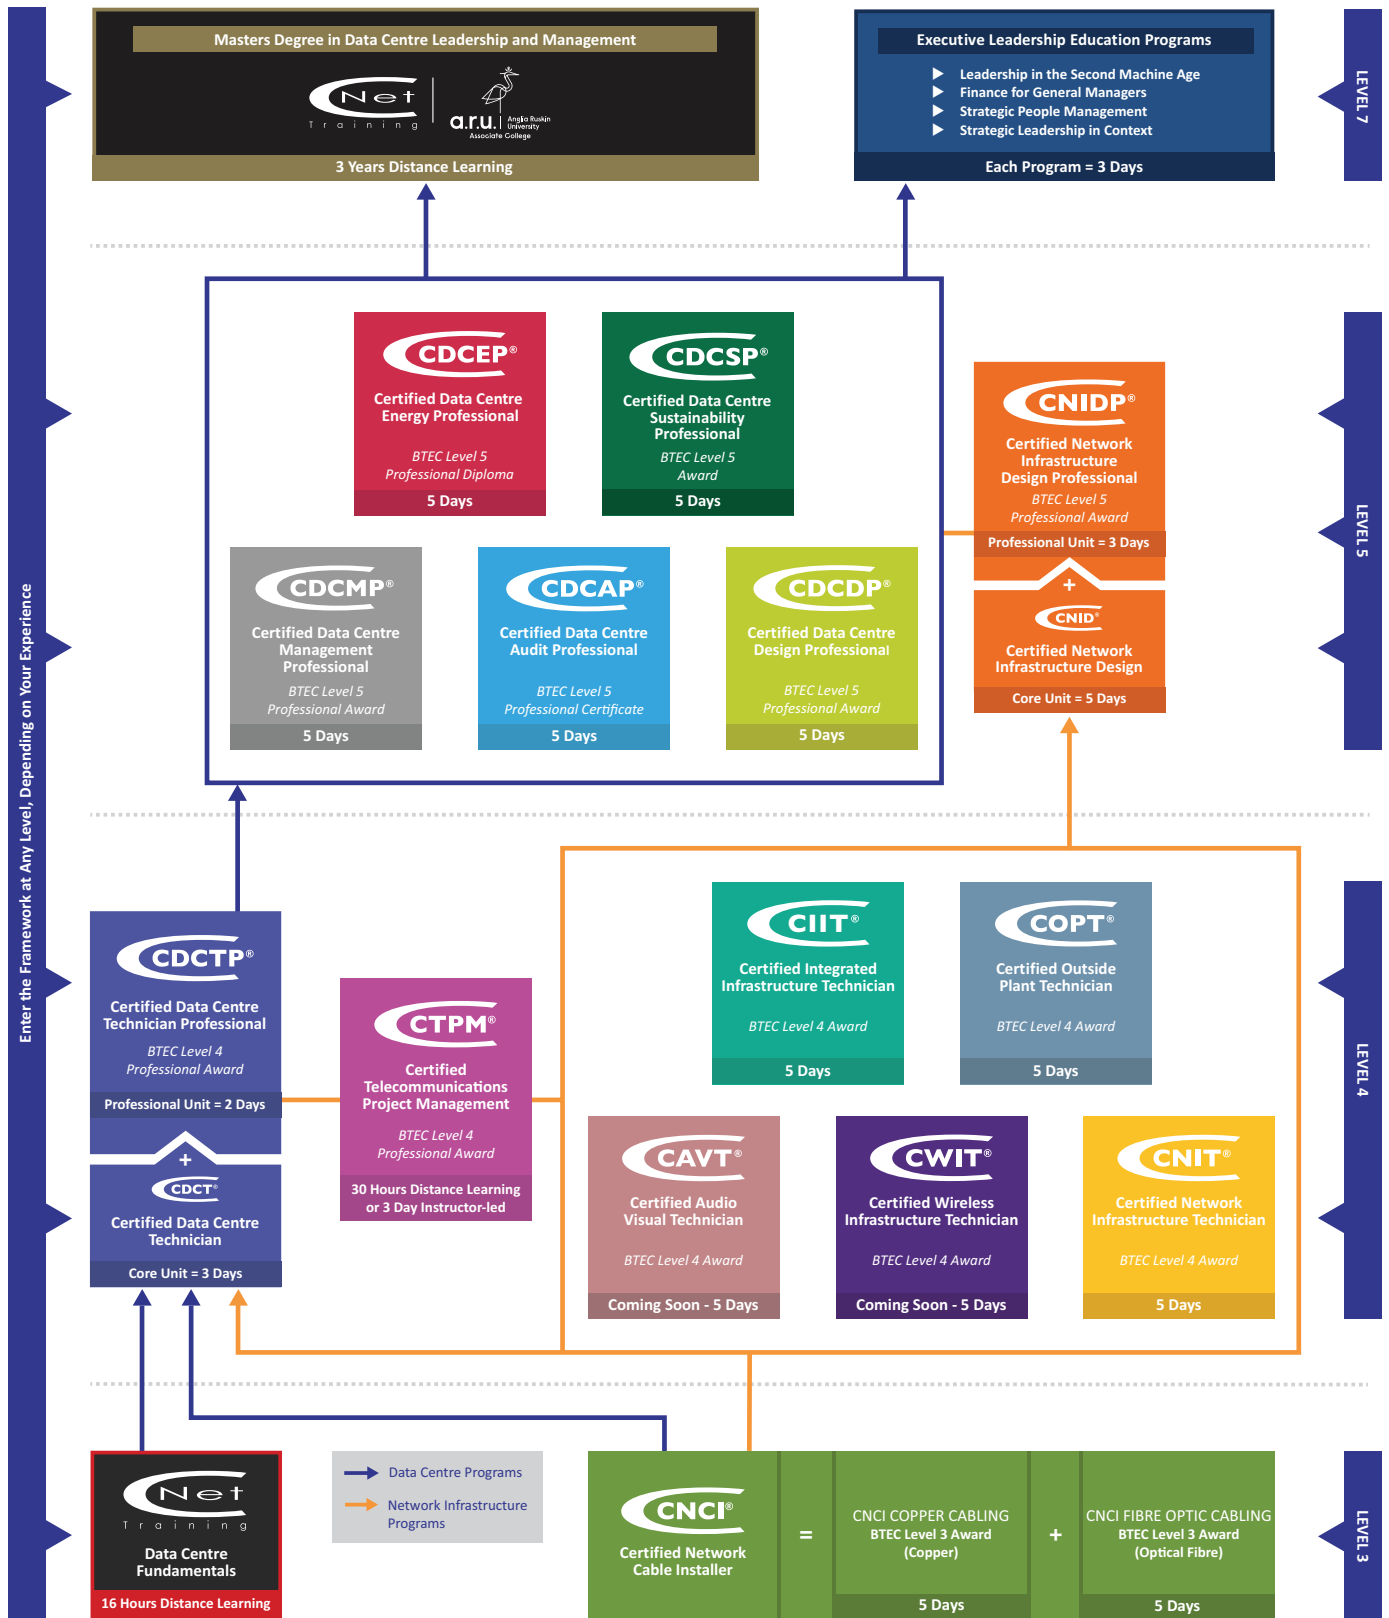 Masters Degree in Data Centre Leadership and Management
CNet
Training
a.r.u.
Anglia Ruskin
University
Associate College
3 Years Distance Learning
Executive Leadership Education Programs
Leadership in the Second Machine Age
Finance for General Managers
Strategic People Management
Strategic Leadership in Context
Each Program = 3 Days
LEVEL 7
Enter the Framework at Any Level, Depending on Your Experience
CDCEP®
Certified Data Centre
Energy Professional
BTEC Level 5
Professional Diploma
5 Days
CDCSP®
Certified Data Centre
Sustainability
Professional
BTEC Level 5
Award
5 Days
CNIDP®
Certified Network
Infrastructure
Design Professional
BTEC Level 5
Professional Award
Professional Unit = 3 Days
+
CNID®
Certified Network
Infrastructure Design
Core Unit = 5 Days
LEVEL 5
CDCMP®
Certified Data Centre
Management
Professional
BTEC Level 5
Professional Award
5 Days
CDCAP®
Certified Data Centre
Audit Professional
BTEC Level 5
Professional Certificate
5 Days
CDCDP®
Certified Data Centre
Design Professional
BTEC Level 5
Professional Award
5 Days
CDCTP®
Certified Data Centre
Technician Professional
BTEC Level 4
Professional Award
Professional Unit = 2 Days
+
CDCT®
Certified Data Centre
Technician
Core Unit = 3 Days
CTPM®
Certified
Telecommunications
Project Management
BTEC Level 4
Professional Award
30 Hours Distance Learning
or 3 Day Instructor-led
CIIT®
Certified Integrated
Infrastructure Technician
BTEC Level 4 Award
5 Days
COPT®
Certified Outside
Plant Technician
BTEC Level 4 Award
5 Days
LEVEL 4
CAVT®
Certified Audio
Visual Technician
BTEC Level 4 Award
Coming Soon - 5 Days
CWIT®
Certified Wireless
Infrastructure Technician
BTEC Level 4 Award
Coming Soon - 5 Days
CNIT®
Certified Network
Infrastructure Technician
BTEC Level 4 Award
5 Days
CNet
Training
Data Centre
Fundamentals
16 Hours Distance Learning
Data Centre Programs
Network Infrastructure
Programs
CNCI®
Certified Network
Cable Installer
=
CNCI COPPER CABLING
BTEC Level 3 Award
(Copper)
5 Days
+
CNCI FIBRE OPTIC CABLING
BTEC Level 3 Award
(Optical Fibre)
5 Days
LEVEL 3